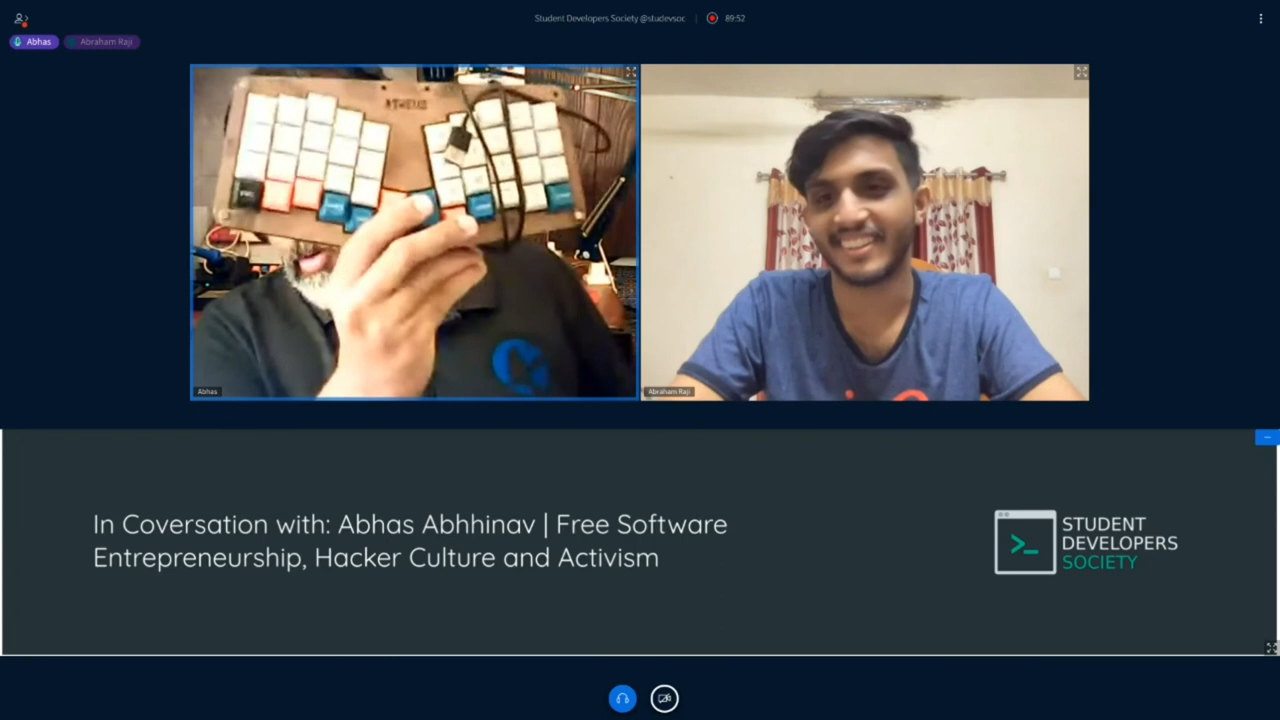 Student Developers Society @studevsoc
89:52
Abhas
Abraham Raji
Abhas
Abraham Raji
In Coversation with: Abhas Abhhinav | Free Software
Entrepreneurship, Hacker Culture and Activism
STUDENT
DEVELOPERS
SOCIETY